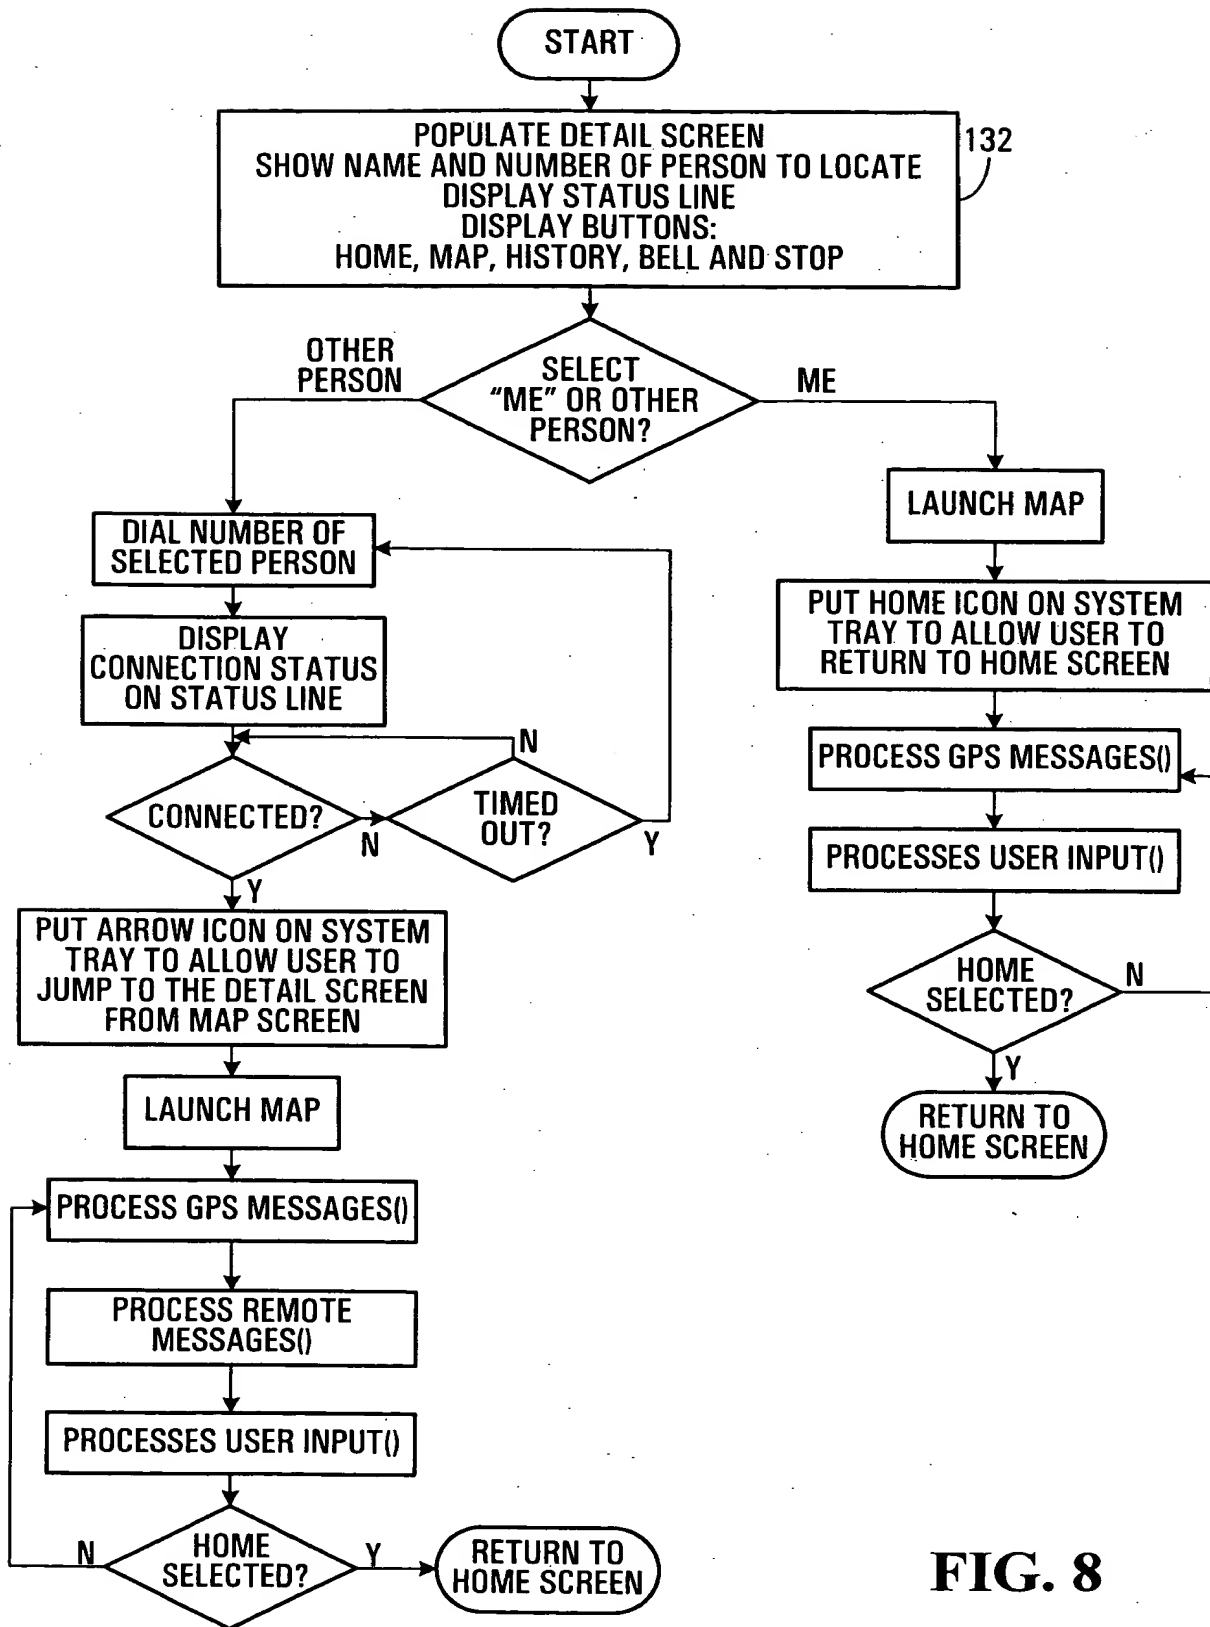 START
POPULATE DETAIL SCREEN
SHOW NAME AND NUMBER OF PERSON TO LOCATE
DISPLAY STATUS LINE
DISPLAY BUTTONS:
HOME, MAP, HISTORY, BELL AND STOP
132
SELECT
"ME" OR OTHER
PERSON?
OTHER
PERSON
ME
DIAL NUMBER OF
SELECTED PERSON
DISPLAY
CONNECTION STATUS
ON STATUS LINE
CONNECTED?
N
TIMED
OUT?
N
Y
Y
PUT ARROW ICON ON SYSTEM
TRAY TO ALLOW USER TO
JUMP TO THE DETAIL SCREEN
FROM MAP SCREEN
LAUNCH MAP
PROCESS GPS MESSAGES()
PROCESS REMOTE
MESSAGES()
PROCESSES USER INPUT()
HOME
SELECTED?
N
Y
RETURN TO
HOME SCREEN
LAUNCH MAP
PUT HOME ICON ON SYSTEM
TRAY TO ALLOW USER TO
RETURN TO HOME SCREEN
PROCESS GPS MESSAGES()
PROCESSES USER INPUT()
HOME
SELECTED?
N
Y
RETURN TO
HOME SCREEN
FIG. 8